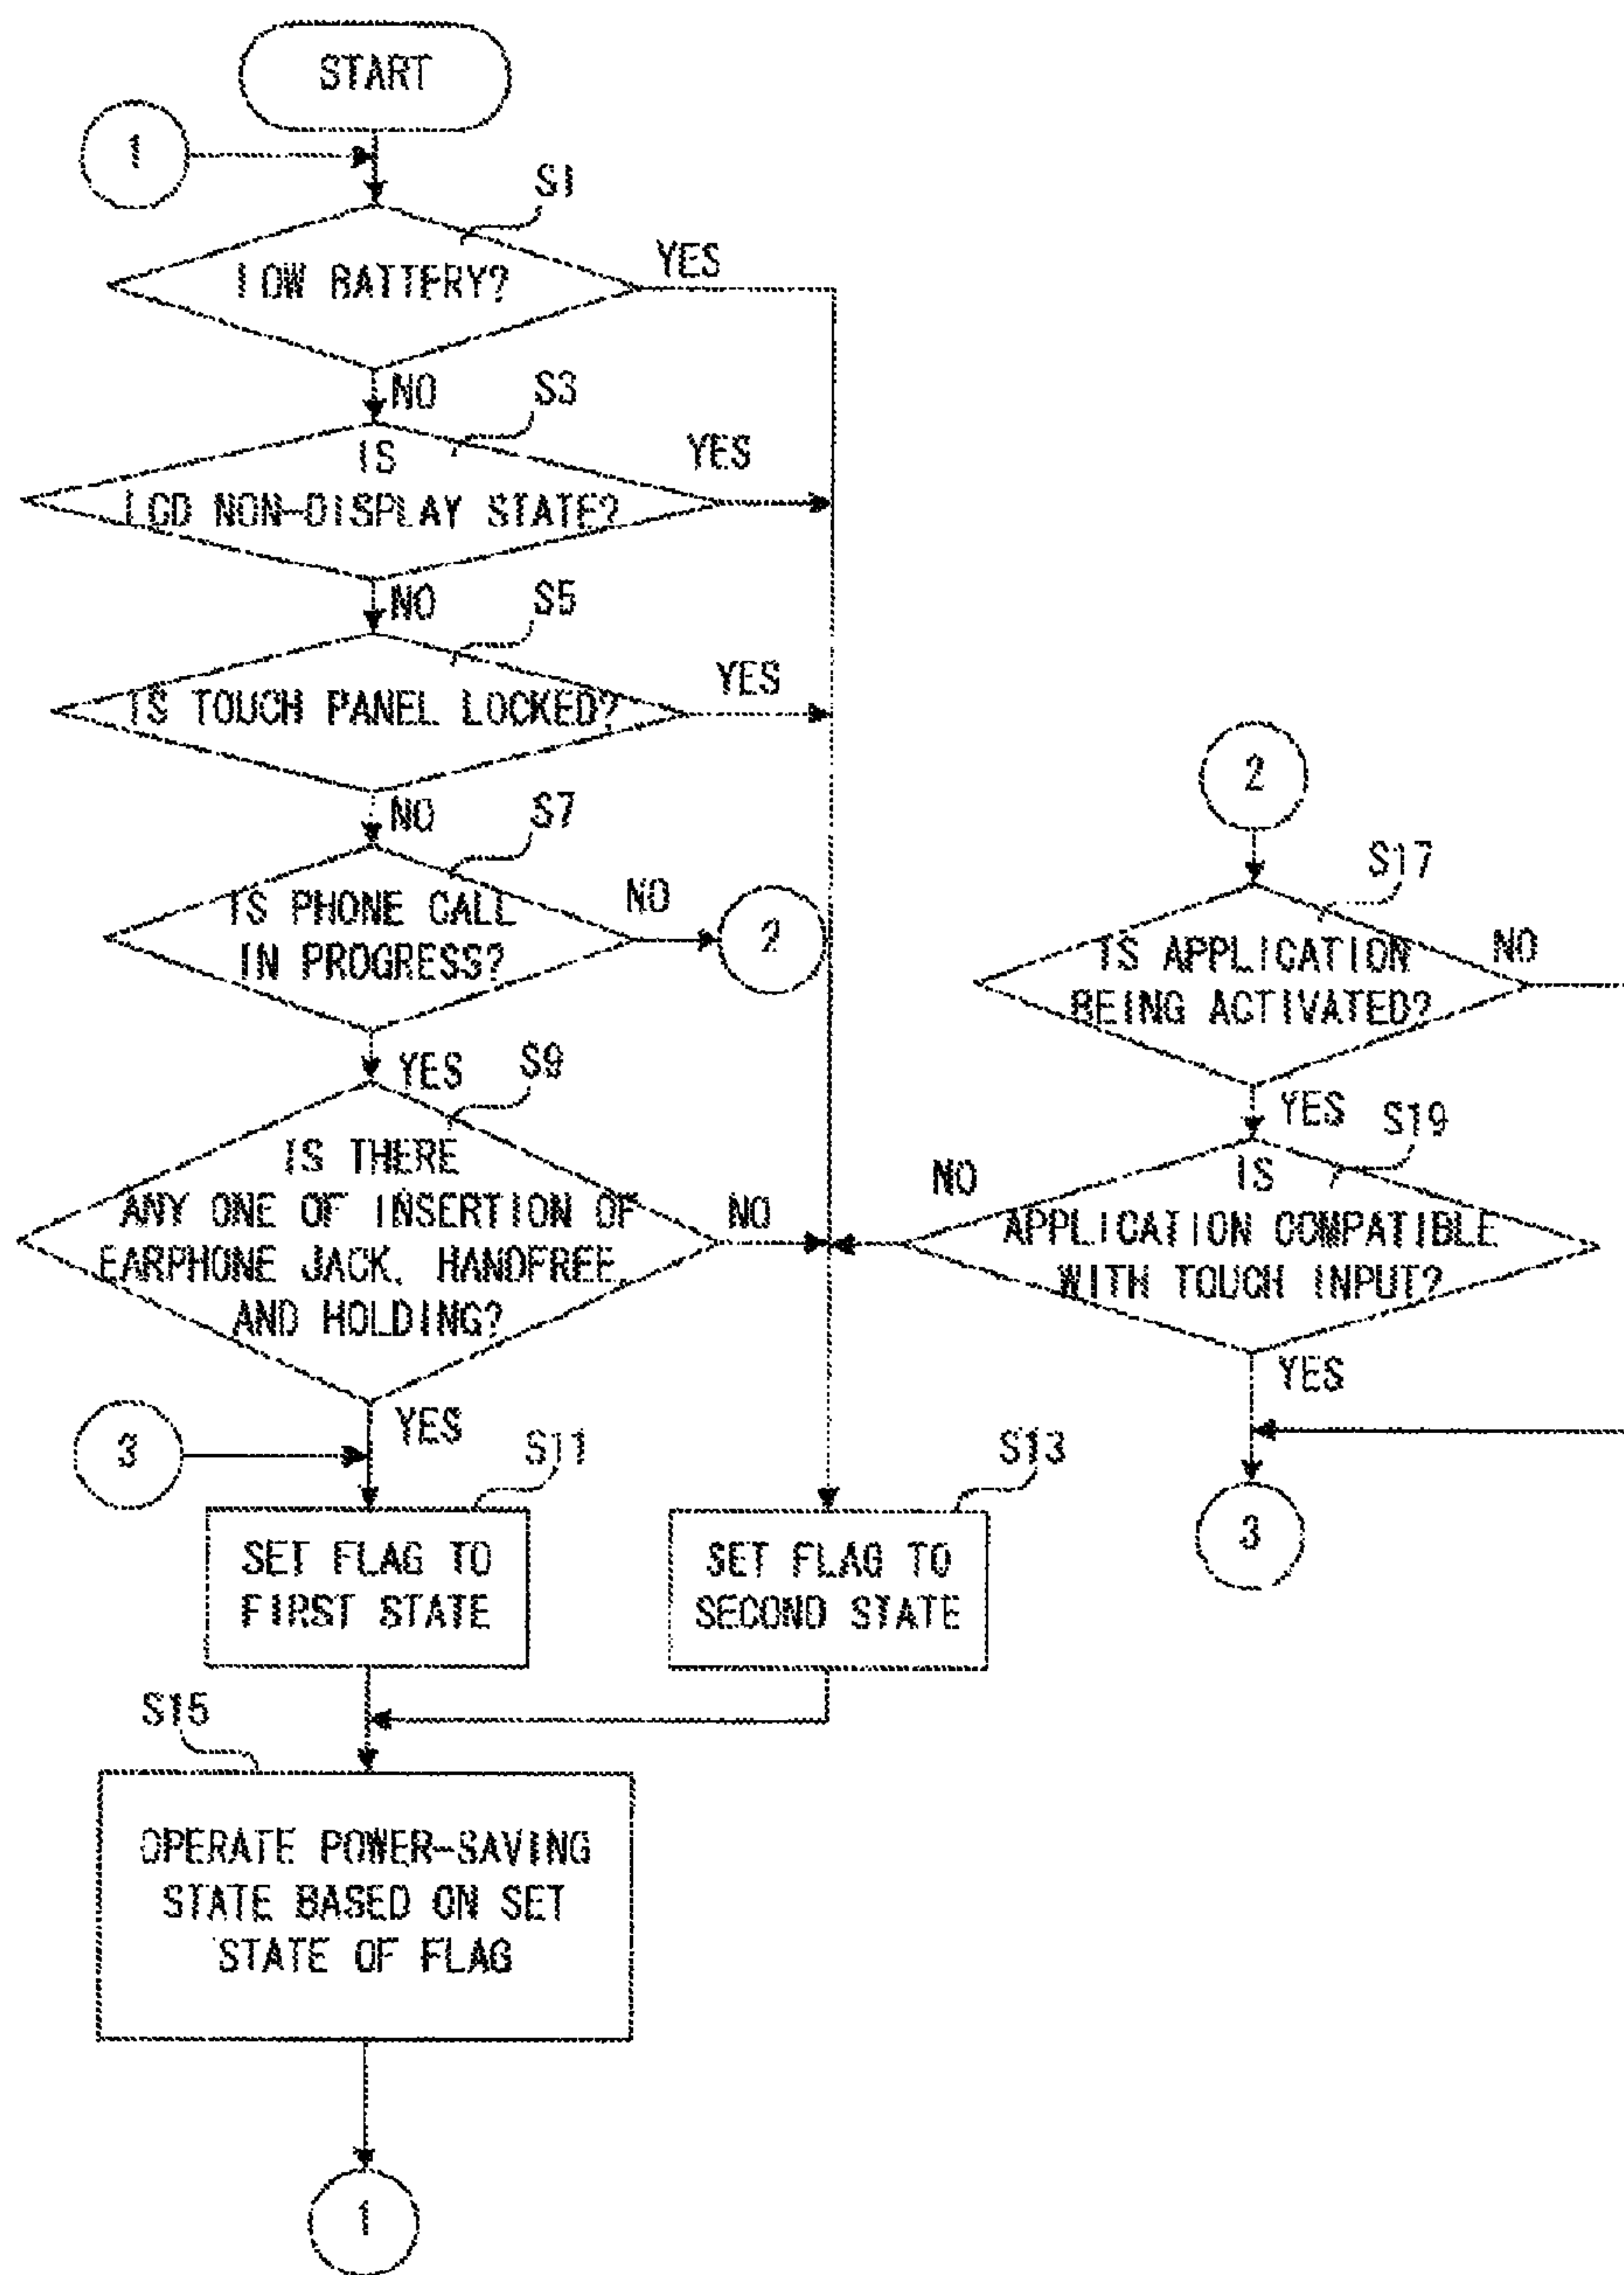 START
1
S1
LOW BATTERY?
YES
NO
S3
IS
LCD NON-DISPLAY STATE?
YES
NO
S5
IS TOUCH PANEL LOCKED?
YES
NO
S7
IS PHONE CALL
IN PROGRESS?
NO
2
YES
S9
IS THERE
ANY ONE OF INSERTION OF
EARPHONE JACK, HANDFREE,
AND HOLDING?
NO
YES
3
S11
SET FLAG TO
FIRST STATE
S13
SET FLAG TO
SECOND STATE
S15
OPERATE POWER-SAVING
STATE BASED ON SET
STATE OF FLAG
1
2
S17
IS APPLICATION
BEING ACTIVATED?
NO
YES
S19
IS
APPLICATION COMPATIBLE
WITH TOUCH INPUT?
NO
YES
3